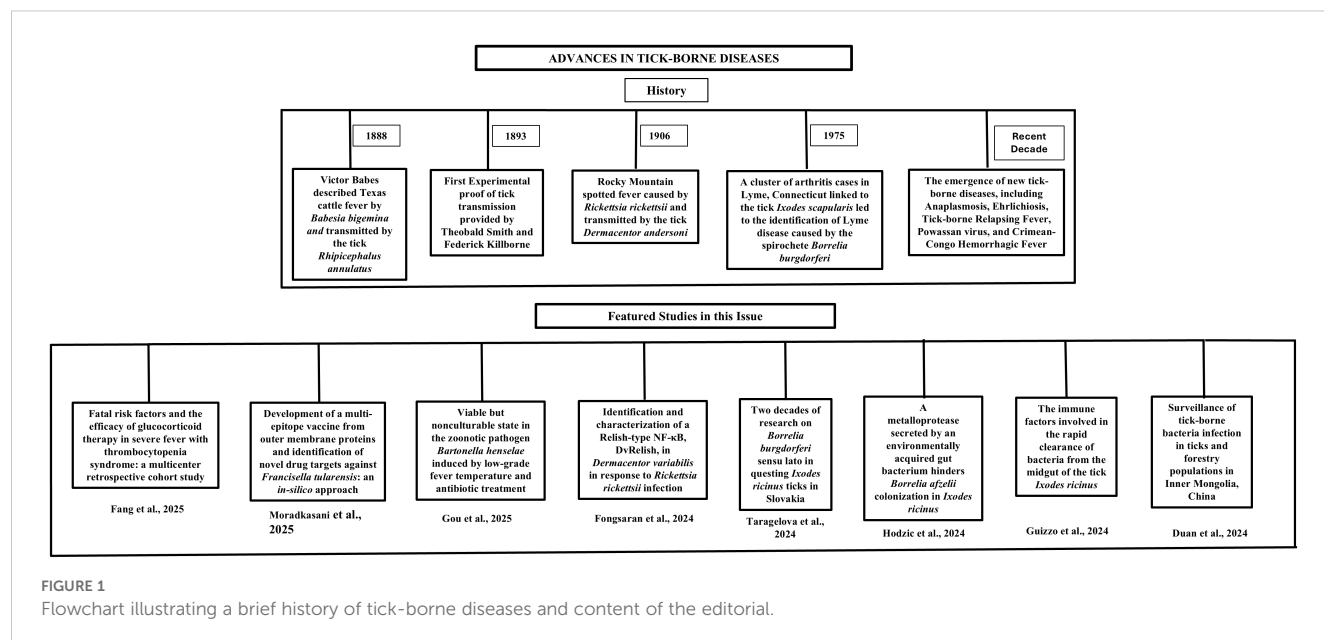 ADVANCES IN TICK-BORNE DISEASES
History
1888
Victor Babes
described Texas
cattle fever by
Babesia bigemina
and transmitted by
the tick
Rhipicephalus
annulatus
1893
First Experimental
proof of tick
transmission
provided by
Theobald Smith and
Federick Killborne
1906
Rocky Mountain
spotted fever caused by
Rickettsia rickettsii and
transmitted by the tick
Dermacentor andersoni
1975
A cluster of arthritis cases in
Lyme, Connecticut linked to
the tick Ixodes scapularis led
to the identification of Lyme
disease caused by the
spirochete Borrelia
burgdorferi
Recent
Decade
The emergence of new tick-
borne diseases, including
Anaplasmosis, Ehrlichiosis,
Tick-borne Relapsing Fever,
Powassan virus, and Crimean-
Congo Hemorrhagic Fever
Featured Studies in this Issue
Fatal risk factors and the
efficacy of glucocorticoid
therapy in severe fever with
thrombocytopenia
syndrome: a multicenter
retrospective cohort study
Fang et al., 2025
Development of a multi-
epitope vaccine from
outer membrane proteins
and identification of
novel drug targets against
Francisella tularensis: an
in-silico approach
Moradkasani et al.,
2025
Viable but
nonculturable state in
the zoonotic pathogen
Bartonella henselae
induced by low-grade
fever temperature and
antibiotic treatment
Gou et al., 2025
Identification and
characterization of a
Relish-type NF-κB,
DvRelish, in
Dermacentor variabilis
in response to Rickettsia
rickettsii infection
Fongsaran et al., 2024
Two decades of
research on
Borrelia
burgdorferi
sensu lato in
questing Ixodes
ricinus ticks in
Slovakia
Taragelova et al.,
2024
A
metalloprotease
secreted by an
environmentally
acquired gut
bacterium hinders
Borrelia afzelii
colonization in Ixodes
ricinus
Hodzic et al., 2024
The immune
factors involved in
the rapid
clearance of
bacteria from the
midgut of the tick
Ixodes ricinus
Guizzo et al., 2024
Surveillance of
tick-borne
bacteria infection
in ticks and
forestry
populations in
Inner Mongolia,
China
Duan et al., 2024
FIGURE 1
Flowchart illustrating a brief history of tick-borne diseases and content of the editorial.